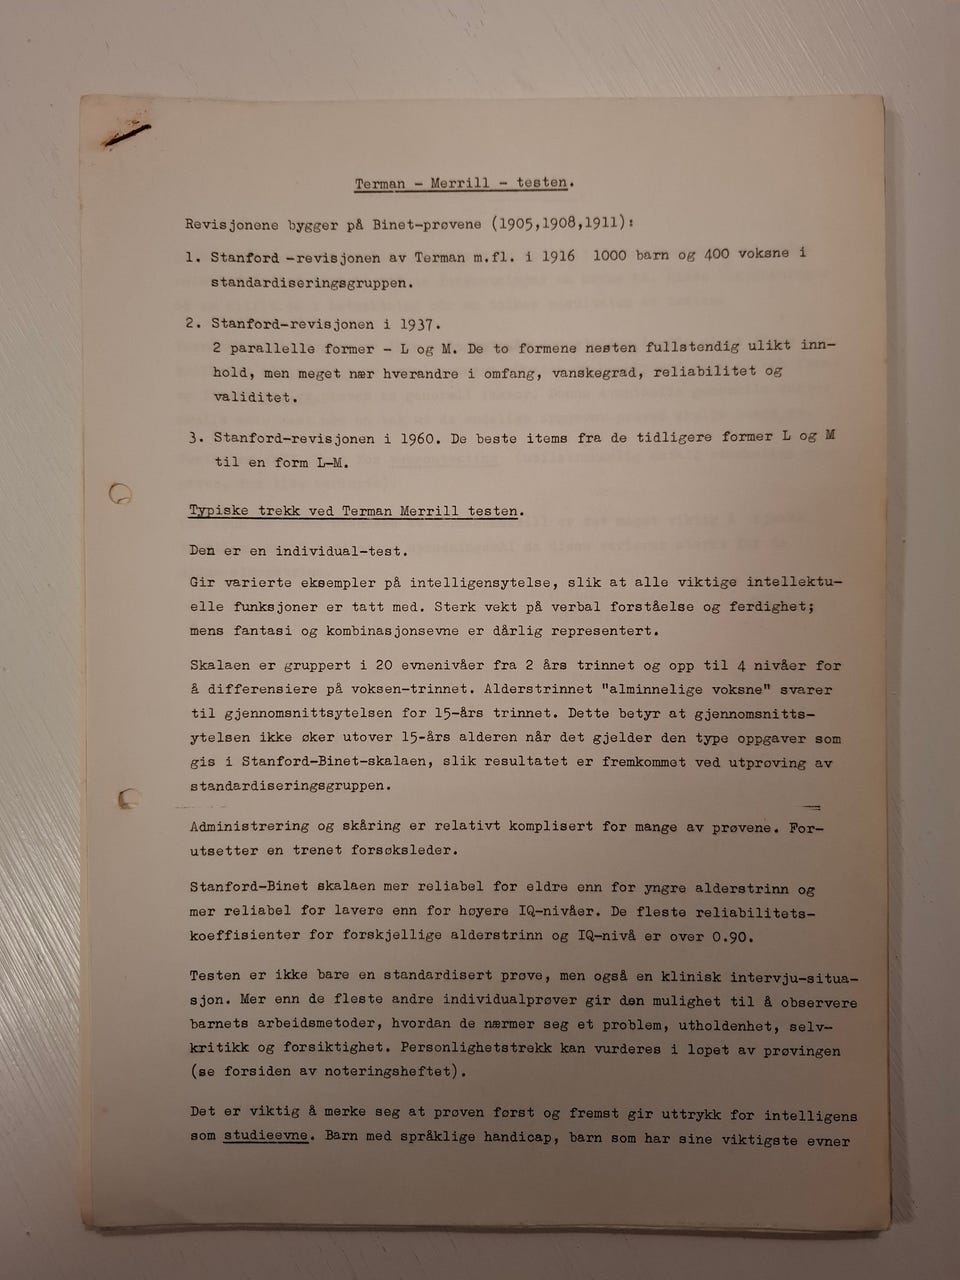 Terman - Merrill - testen.
Revisjonene bygger på Binet-prøvene (1905,1908,1911):
1. Stanford -revisjonen av Terman m.fl. i 1916 1000 barn og 400 voksne i
standardiseringsgruppen.
2. Stanford-revisjonen i 1937.
2 parallelle former - L og M. De to formene nesten fullstendig ulikt inn-
hold, men meget nær hverandre i omfang, vanskegrad, reliabilitet og
validitet.
3. Stanford-revisjonen i 1960. De beste items fra de tidligere former L og M
til en form L-M.
Typiske trekk ved Terman Merrill testen.
Den er en individual-test.
Gir varierte eksempler på intelligensytelse, slik at alle viktige intellektu-
elle funksjoner er tatt med. Sterk vekt på verbal forståelse og ferdighet;
mens fantasi og kombinasjonsevne er dårlig representert.
Skalaen er gruppert i 20 evnenivåer fra 2 års trinnet og opp til 4 nivåer for
å differensiere på voksen-trinnet. Alderstrinnet "alminnelige voksne" svarer
til gjennomsnittsytelsen for 15-års trinnet. Dette betyr at gjennomsnitts-
ytelsen ikke øker utover 15-års alderen når det gjelder den type oppgaver som
gis i Stanford-Binet-skalaen, slik resultatet er fremkommet ved utprøving av
standardiseringsgruppen.
Administrering og skåring er relativt komplisert for mange av prøvene. For-
utsetter en trenet forsøksleder.
Stanford-Binet skalaen mer reliabel for eldre enn for yngre alderstrinn og
mer reliabel for lavere enn for høyere IQ-nivåer. De fleste reliabilitets-
koeffisienter for forskjellige alderstrinn og IQ-nivå er over 0.90.
Testen er ikke bare en standardisert prøve, men også en klinisk intervju-situa-
sjon. Mer enn de fleste andre individualprøver gir den mulighet til å observere
barnets arbeidsmetoder, hvordan de nærmer seg et problem, utholdenhet, selv-
kritikk og forsiktighet. Personlighetstrekk kan vurderes i løpet av prøvingen
(se forsiden av noteringsheftet).
Det er viktig å merke seg at prøven først og fremst gir uttrykk for intelligens
som studieevne. Barn med språklige handicap, barn som har sine viktigste evner